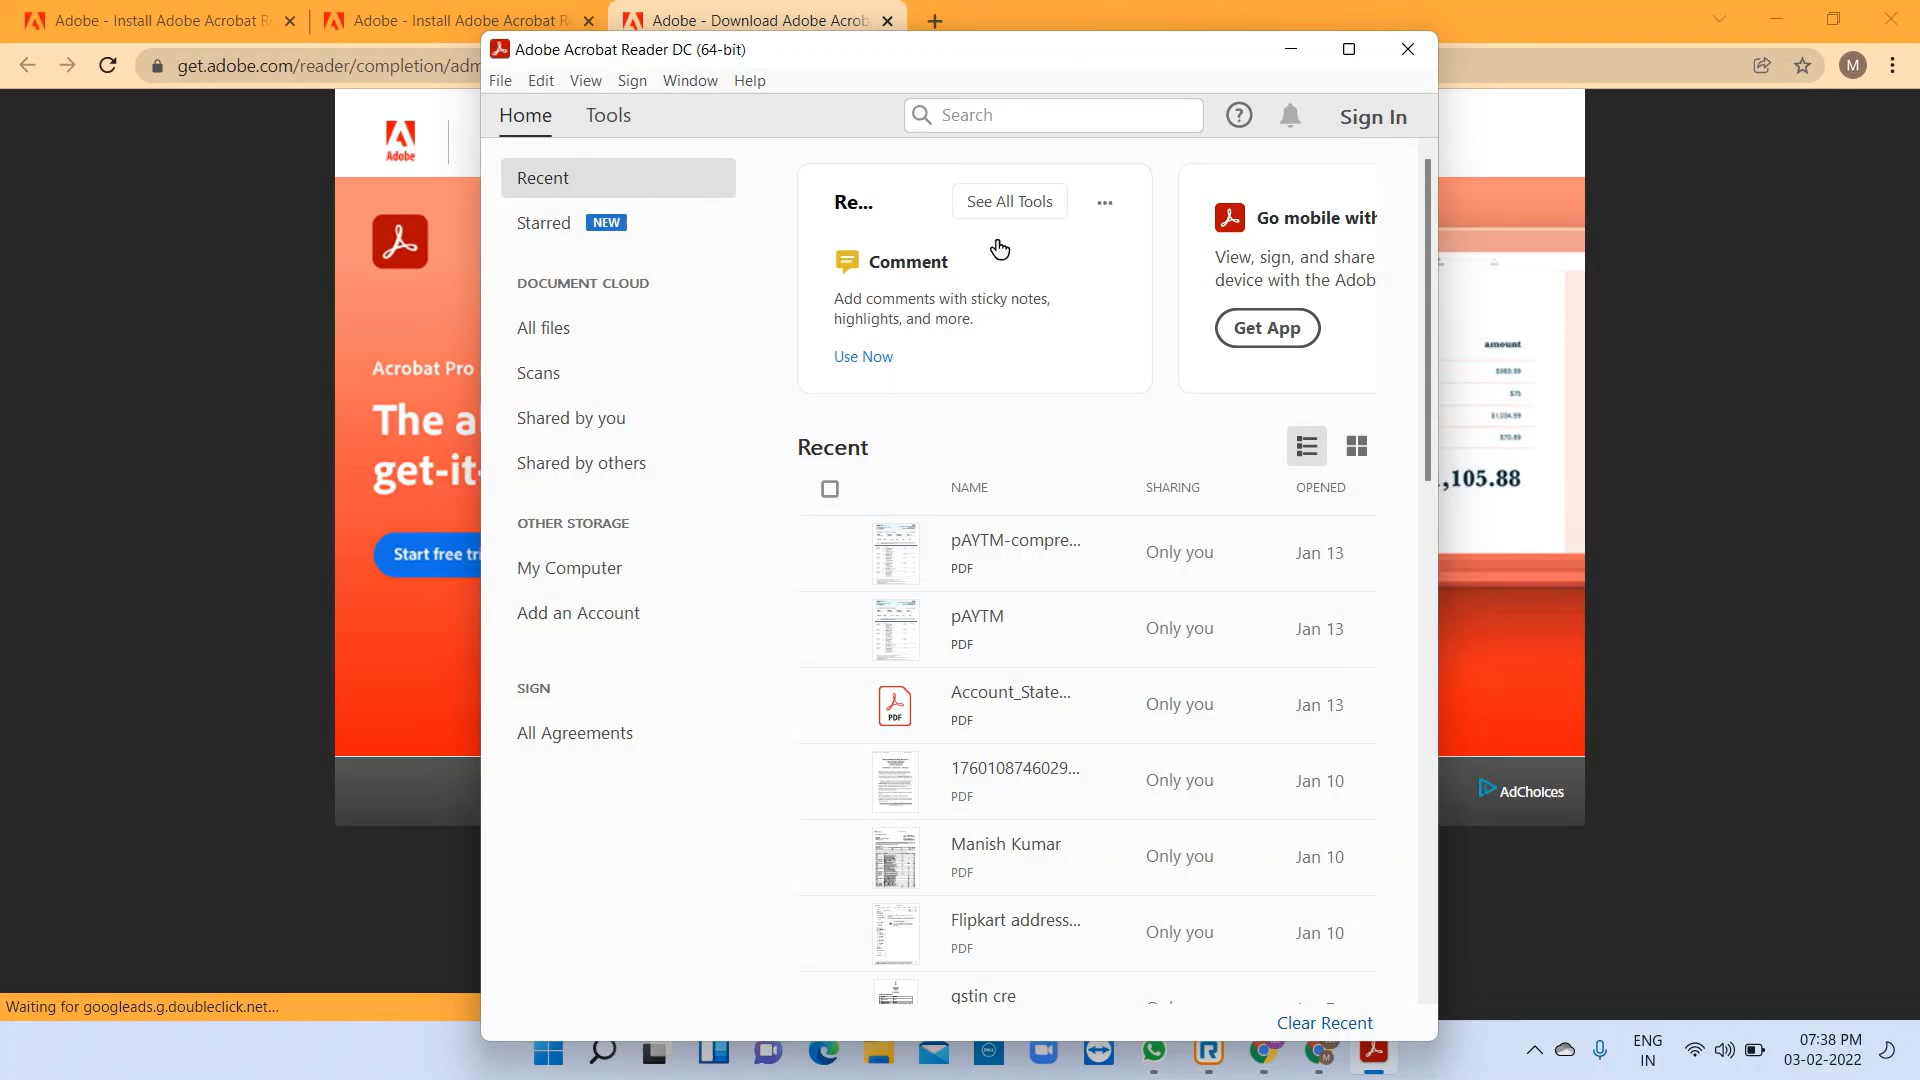 Adobe - Install Adobe Acrobat R
Adobe - Install Adobe Acrobat R
Adobe - Download Adobe Acrob
get.adobe.com/reader/completion/adm
M
Adobe
Acrobat Pro
The a
get-it-
Start free tri
Adobe Acrobat Reader DC (64-bit)
File Edit View Sign Window Help
Home Tools
Search
Sign In
Recent
Starred NEW
DOCUMENT CLOUD
All files
Scans
Shared by you
Shared by others
OTHER STORAGE
My Computer
Add an Account
SIGN
All Agreements
Re...
See All Tools
Comment
Add comments with sticky notes,
highlights, and more.
Use Now
Go mobile with
View, sign, and share
device with the Adob
Get App
Recent
NAME SHARING OPENED
pAYTM-compre... Only you Jan 13
PDF
pAYTM Only you Jan 13
PDF
Account_State... Only you Jan 13
PDF
PDF
1760108746029... Only you Jan 10
PDF
Manish Kumar Only you Jan 10
PDF
Flipkart address... Only you Jan 10
PDF
gstin cre
Clear Recent
amount
$75
,105.88
AdChoices
Waiting for googleads.g.doubleclick.net...
DELL
ENG
IN
07:38 PM
03-02-2022